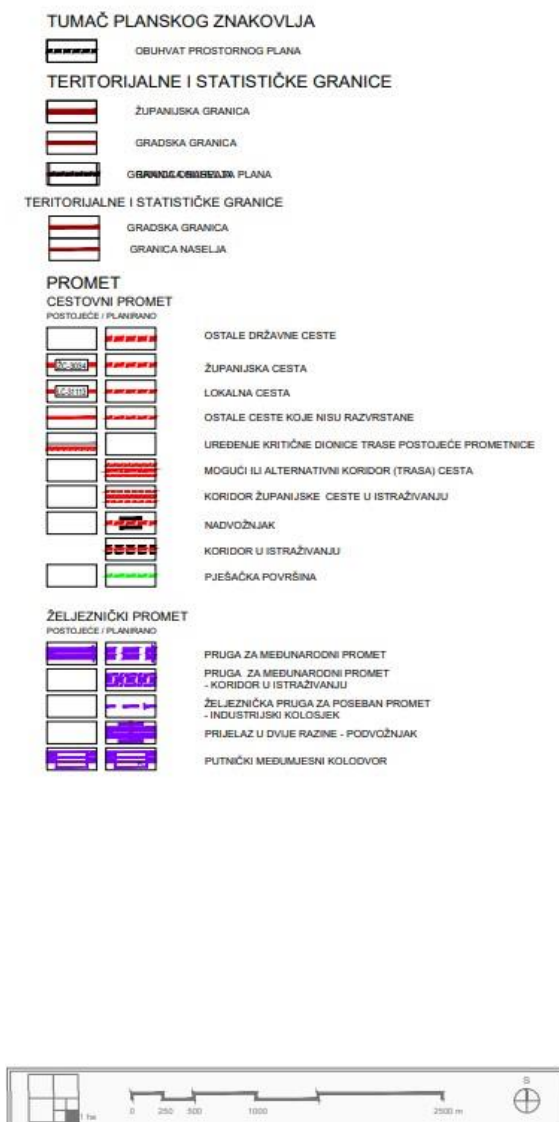 TUMAČ PLANSKOG ZNAKOVLJA
OBUHVAT PROSTORNOG PLANA
TERITORIJALNE I STATISTIČKE GRANICE
ŽUPANIJSKA GRANICA
GRADSKA GRANICA
PLANA
TERITORIJALNE I STATISTIČKE GRANICE
GRADSKA GRANICA
GRANICA NASELJA
PROMET
CESTOVNI PROMET
POSTOJEĆE / PLANIRANO
OSTALE DRŽAVNE CESTE
ŽUPANIJSKA CESTA
LOKALNA CESTA
OSTALE CESTE KOJE NISU RAZVRSTANE
UREĐENJE KRITIČNE DIONICE TRASE POSTOJEĆE PROMETNICE
MOGUĆI ILI ALTERNATIVNI KORIDOR (TRASA) CESTA
KORIDOR ŽUPANIJSKE CESTE U ISTRAŽIVANJU
NADVOŽNJAK
KORIDOR U ISTRAŽIVANJU
PJEŠAČKA POVRŠINA
ŽELJEZNIČKI PROMET
POSTOJEĆE / PLANIRANO
PRUGA ZA MEĐUNARODNI PROMET
PRUGA ZA MEĐUNARODNI PROMET
- KORIDOR U ISTRAŽIVANJU
ŽELJEZNIČKA PRUGA ZA POSEBAN PROMET
- INDUSTRIJSKI KOLOSJEK
PRIJELAZ U DVIJE RAZINE - PODVOŽNJAK
PUTNIČKI MEĐUMJESNI KOLODVOR
S
1 ha
0 250 500 1000 2500 m